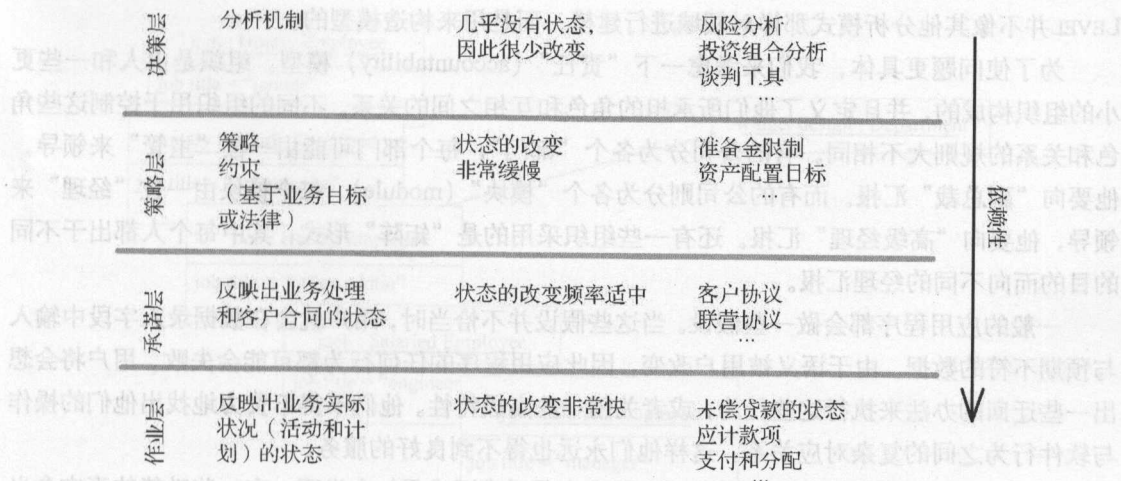 决策层
分析机制
几乎没有状态,
因此很少改变
风险分析
投资组合分析
谈判工具
…
策略层
策略
约束
(基于业务目标
或法律)
状态的改变
非常缓慢
准备金限制
资产配置目标
…
承诺层
反映出业务处理
和客户合同的状态
状态的改变频率适中
客户协议
联营协议
…
作业层
反映出业务实际
状况(活动和计
划)的状态
状态的改变非常快
未偿贷款的状态
应计款项
支付和分配
…
依赖性